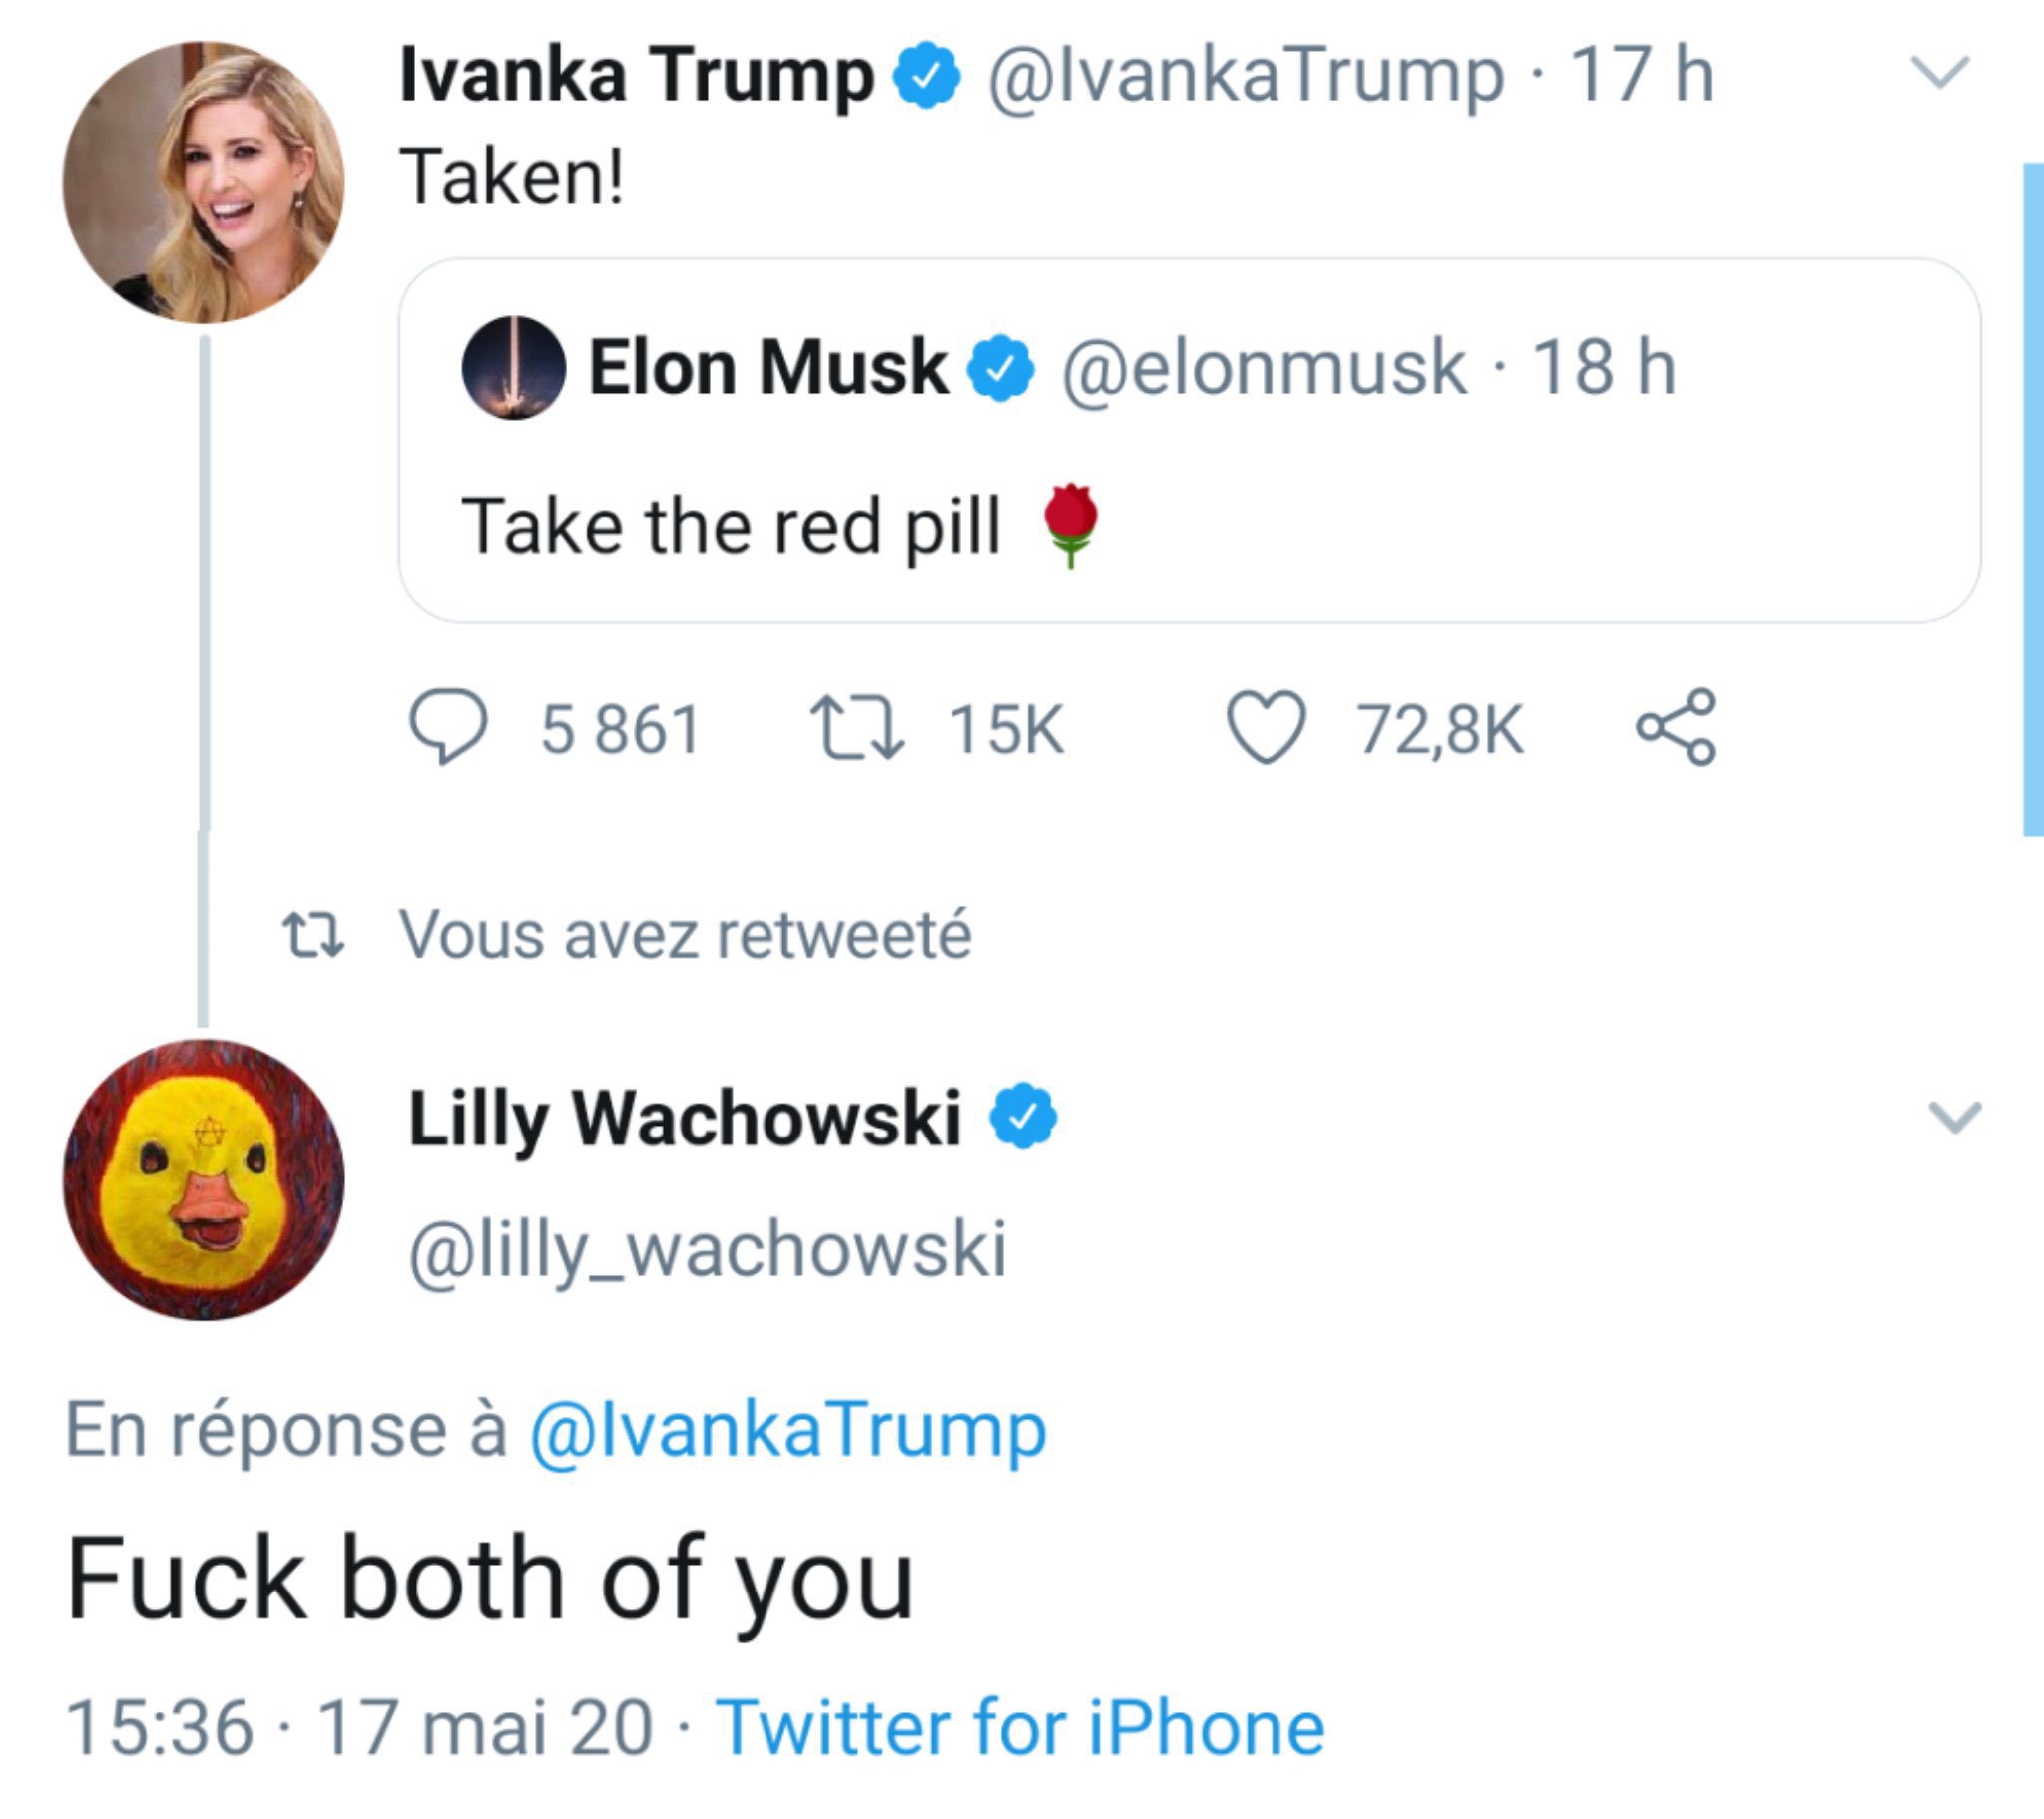 Ivanka Trump @IvankaTrump · 17 h
Taken!
Elon Musk @elonmusk · 18 h
Take the red pill 🌹
5 861 15K 72,8K
Vous avez retweeté
Lilly Wachowski
@lilly_wachowski
En réponse à @IvankaTrump
Fuck both of you
15:36 · 17 mai 20 · Twitter for iPhone